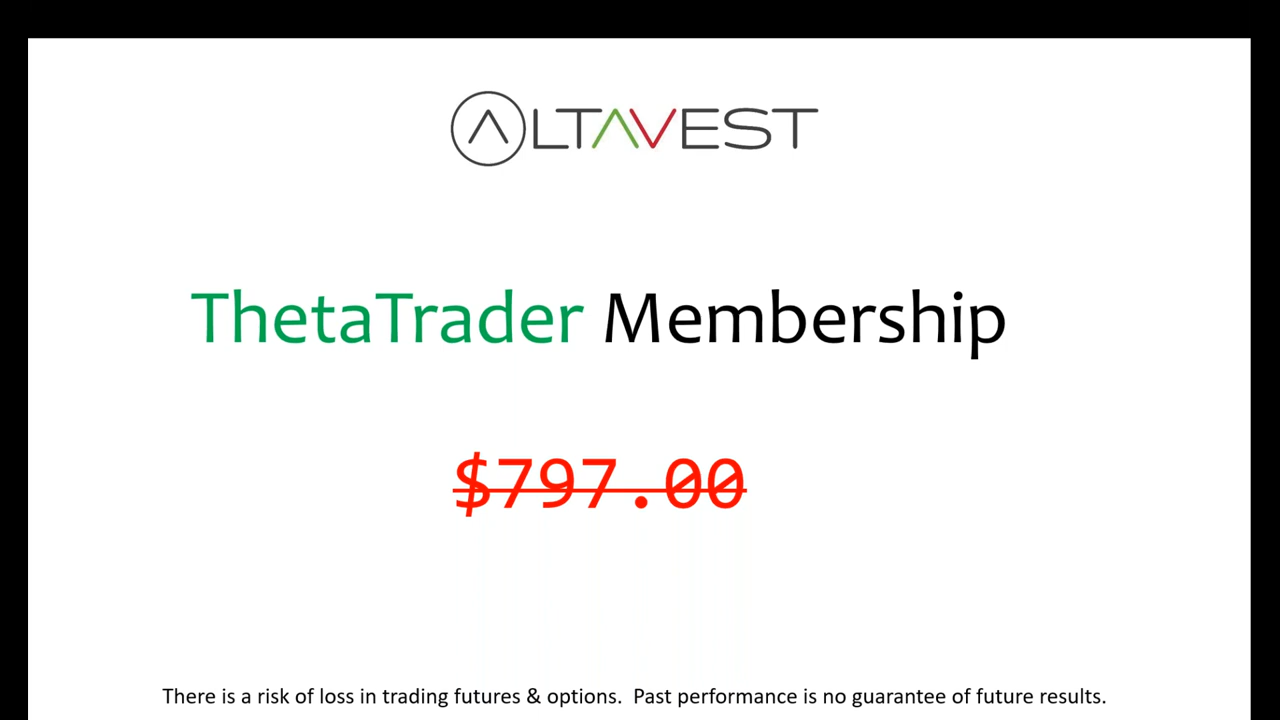 ALTAVEST
ThetaTrader Membership
$797.00
There is a risk of loss in trading futures & options.  Past performance is no guarantee of future results.